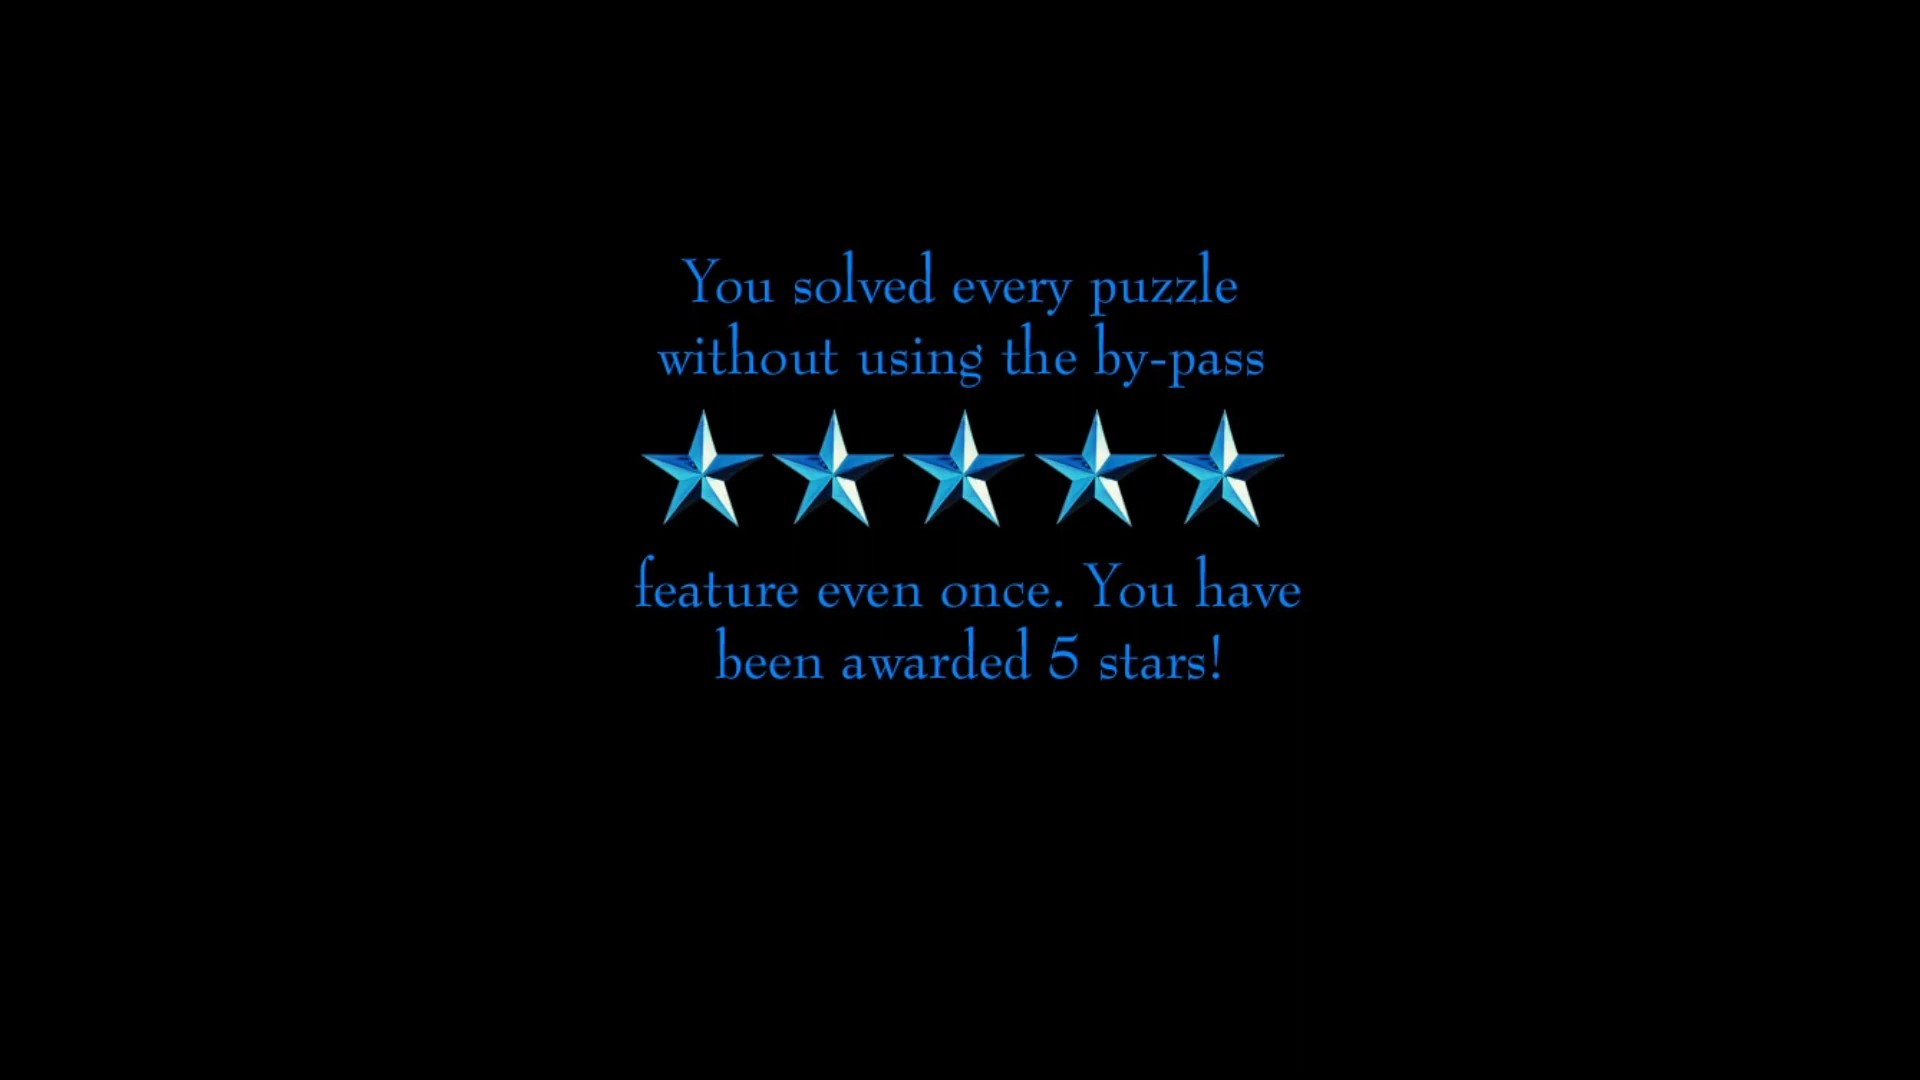 You solved every puzzle
without using the by-pass
feature even once. You have
been awarded 5 stars!